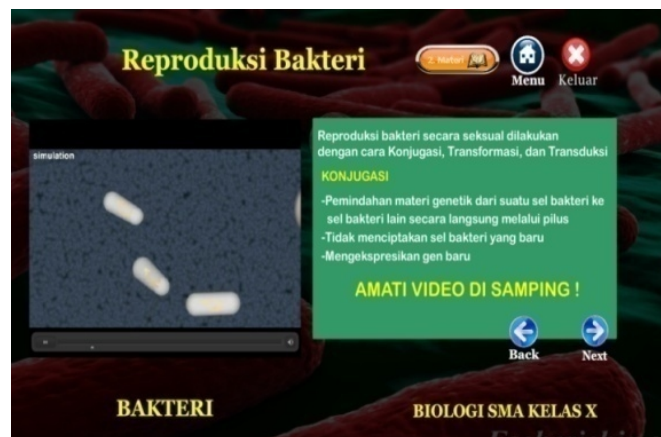 Reproduksi Bakteri
2. Materi
Menu
Keluar
simulation
Reproduksi bakteri secara seksual dilakukan
dengan cara Konjugasi, Transformasi, dan Transduksi
KONJUGASI
-Pemindahan materi genetik dari suatu sel bakteri ke
sel bakteri lain secara langsung melalui pilus
-Tidak menciptakan sel bakteri yang baru
-Mengekspresikan gen baru
AMATI VIDEO DI SAMPING !
Back
Next
BAKTERI
BIOLOGI SMA KELAS X